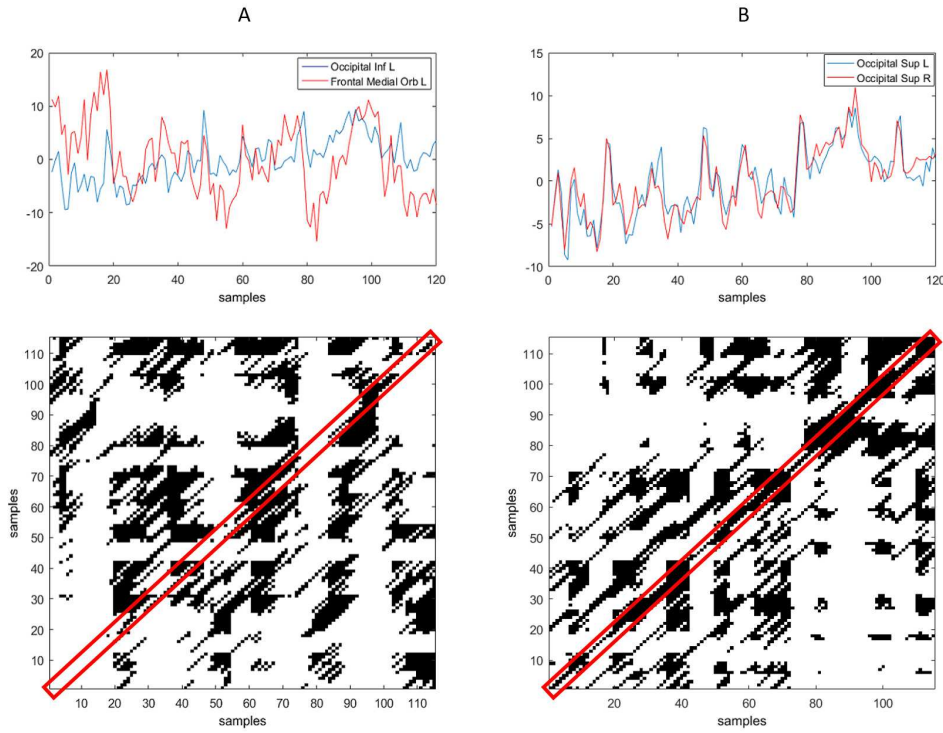 A
B
20
10
0
-10
-20
Occipital Inf L
Frontal Medial Orb L
0 20 40 60 80 100 120
samples
15
10
5
0
-5
-10
Occipital Sup L
Occipital Sup R
0 20 40 60 80 100 120
samples
samples
110
100
90
80
70
60
50
40
30
20
10
10 20 30 40 50 60 70 80 90 100 110
samples
samples
110
100
90
80
70
60
50
40
30
20
10
20 40 60 80 100
samples